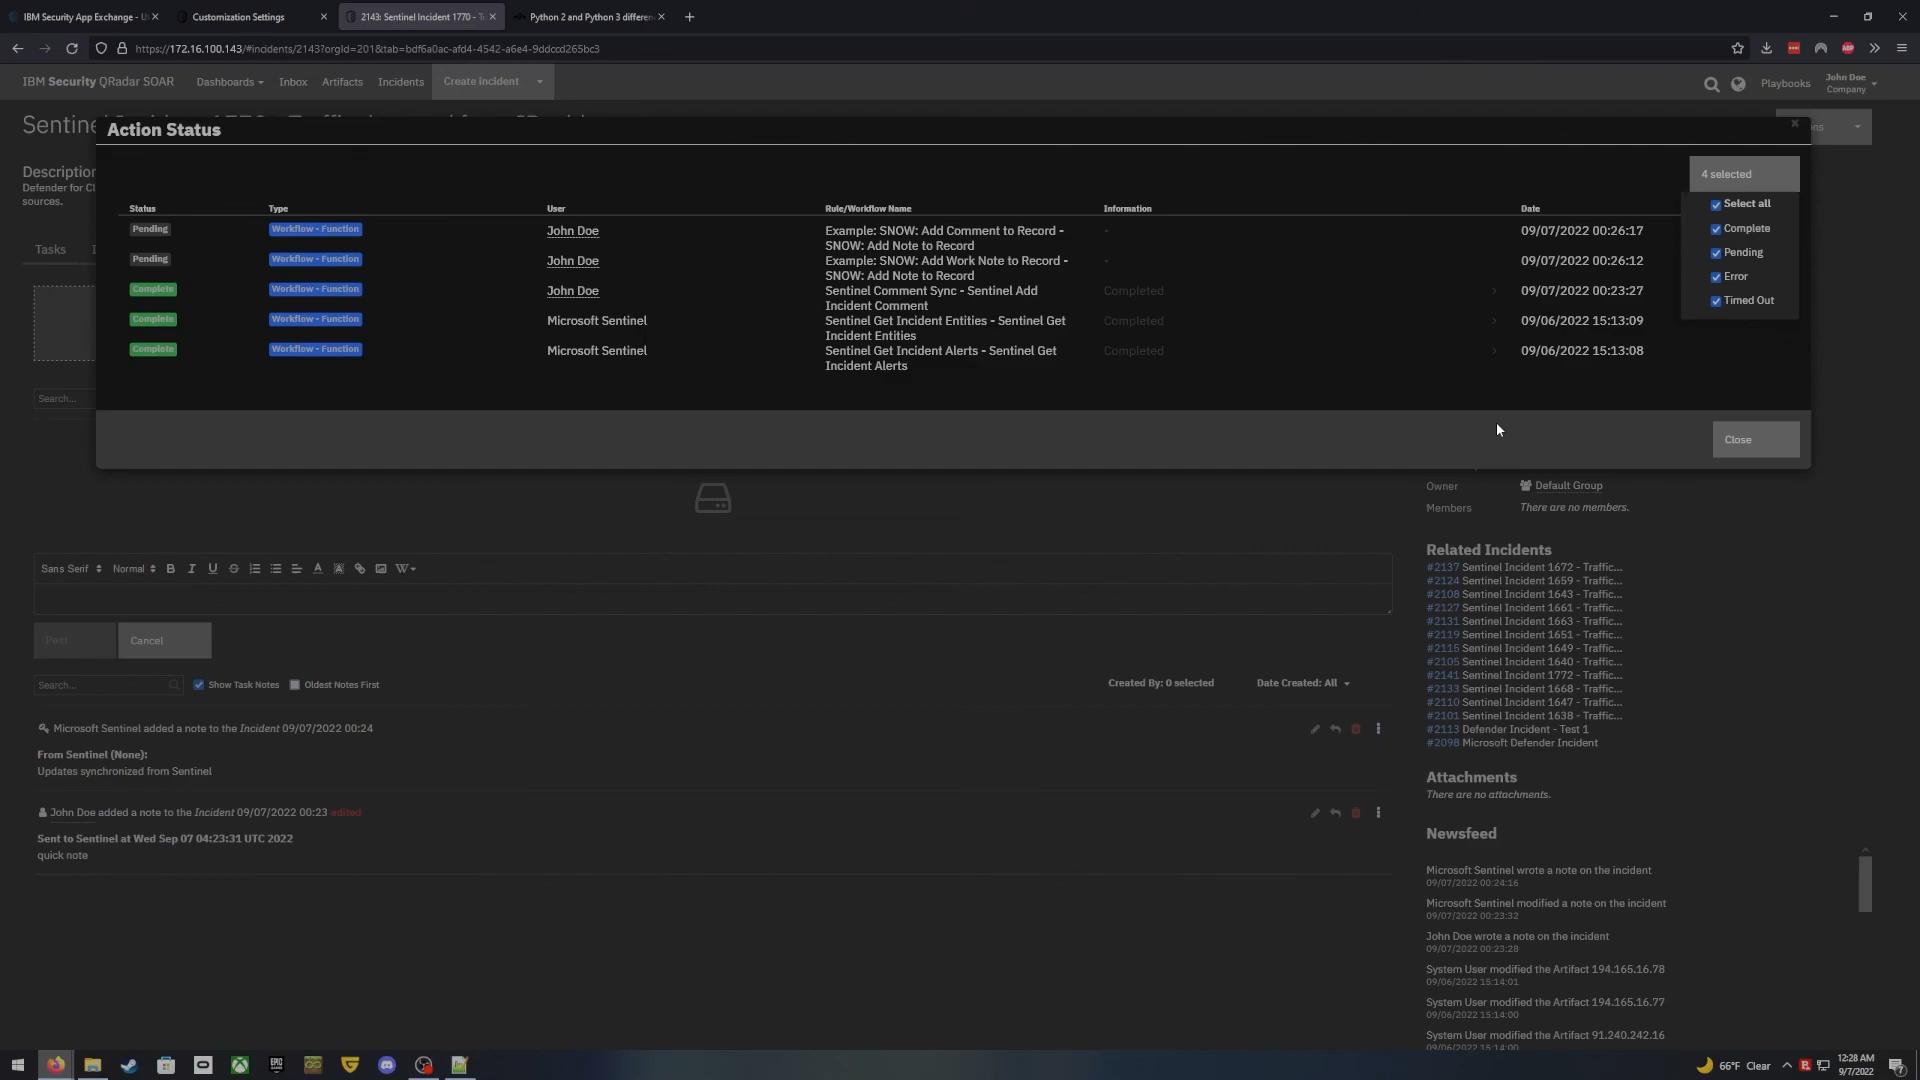 IBM Security App Exchange - U
Customization Settings
2143: Sentinel Incident 1770 - T
Python 2 and Python 3 differen
https://172.16.100.143/#incidents/2143?orgId=201&tab=bdf6a0ac-afd4-4542-a6e4-9ddccd265bc3
IBM Security QRadar SOAR
Dashboards
Inbox
Artifacts
Incidents
Create Incident
Playbooks
John Doe
Company
Action Status
4 selected
Select all
Complete
Pending
Error
Timed Out
Status Type User Rule/Workflow Name Information Date
Pending Workflow - Function John Doe Example: SNOW: Add Comment to Record - - 09/07/2022 00:26:17
SNOW: Add Note to Record
Pending Workflow - Function John Doe Example: SNOW: Add Work Note to Record - - 09/07/2022 00:26:12
SNOW: Add Note to Record
Complete Workflow - Function John Doe Sentinel Comment Sync - Sentinel Add Completed 09/07/2022 00:23:27
Incident Comment
Complete Workflow - Function Microsoft Sentinel Sentinel Get Incident Entities - Sentinel Get Completed 09/06/2022 15:13:09
Incident Entities
Complete Workflow - Function Microsoft Sentinel Sentinel Get Incident Alerts - Sentinel Get Completed 09/06/2022 15:13:08
Incident Alerts
Close
Description
Defender for Cl
sources.
Tasks
Search...
Sans Serif
Normal
Post
Cancel
Search...
Show Task Notes
Oldest Notes First
Created By: 0 selected
Date Created: All
Microsoft Sentinel added a note to the Incident 09/07/2022 00:24
From Sentinel (None):
Updates synchronized from Sentinel
John Doe added a note to the Incident 09/07/2022 00:23 edited
Sent to Sentinel at Wed Sep 07 04:23:31 UTC 2022
quick note
Owner Default Group
Members There are no members.
Related Incidents
#2137 Sentinel Incident 1672 - Traffic...
#2124 Sentinel Incident 1659 - Traffic...
#2108 Sentinel Incident 1643 - Traffic...
#2127 Sentinel Incident 1661 - Traffic...
#2131 Sentinel Incident 1663 - Traffic...
#2119 Sentinel Incident 1651 - Traffic...
#2115 Sentinel Incident 1649 - Traffic...
#2105 Sentinel Incident 1640 - Traffic...
#2141 Sentinel Incident 1772 - Traffic...
#2133 Sentinel Incident 1668 - Traffic...
#2110 Sentinel Incident 1647 - Traffic...
#2101 Sentinel Incident 1638 - Traffic...
#2113 Defender Incident - Test 1
#2098 Microsoft Defender Incident
Attachments
There are no attachments.
Newsfeed
Microsoft Sentinel wrote a note on the incident
09/07/2022 00:24:16
Microsoft Sentinel modified a note on the incident
09/07/2022 00:23:32
John Doe wrote a note on the incident
09/07/2022 00:23:28
System User modified the Artifact 194.165.16.78
09/06/2022 15:14:01
System User modified the Artifact 194.165.16.77
09/06/2022 15:14:00
System User modified the Artifact 91.240.242.16
09/06/2022 15:14:00
66°F Clear
12:28 AM
9/7/2022